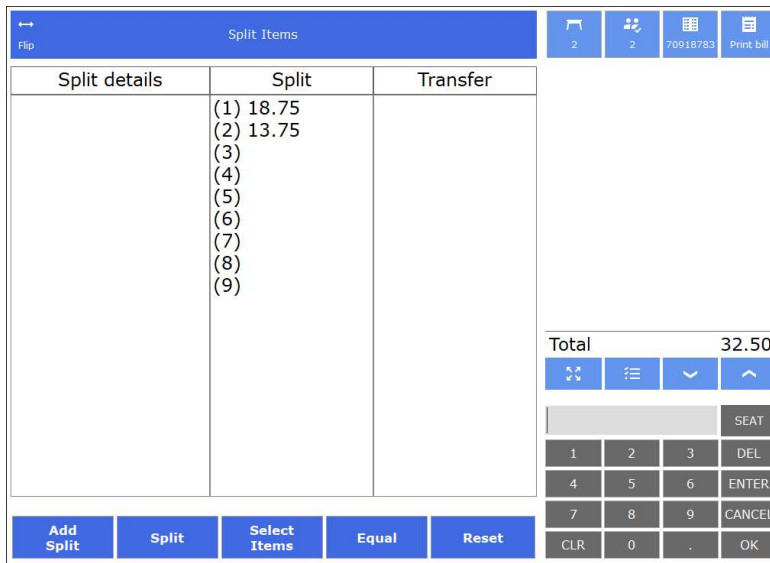 Flip
Split Items
2
2
70918783
Print bill
Split details
Split
Transfer
(1) 18.75
(2) 13.75
(3)
(4)
(5)
(6)
(7)
(8)
(9)
Total 32.50
SEAT
1 2 3 DEL
4 5 6 ENTER
7 8 9 CANCEL
CLR 0 . OK
Add
Split
Split
Select
Items
Equal
Reset